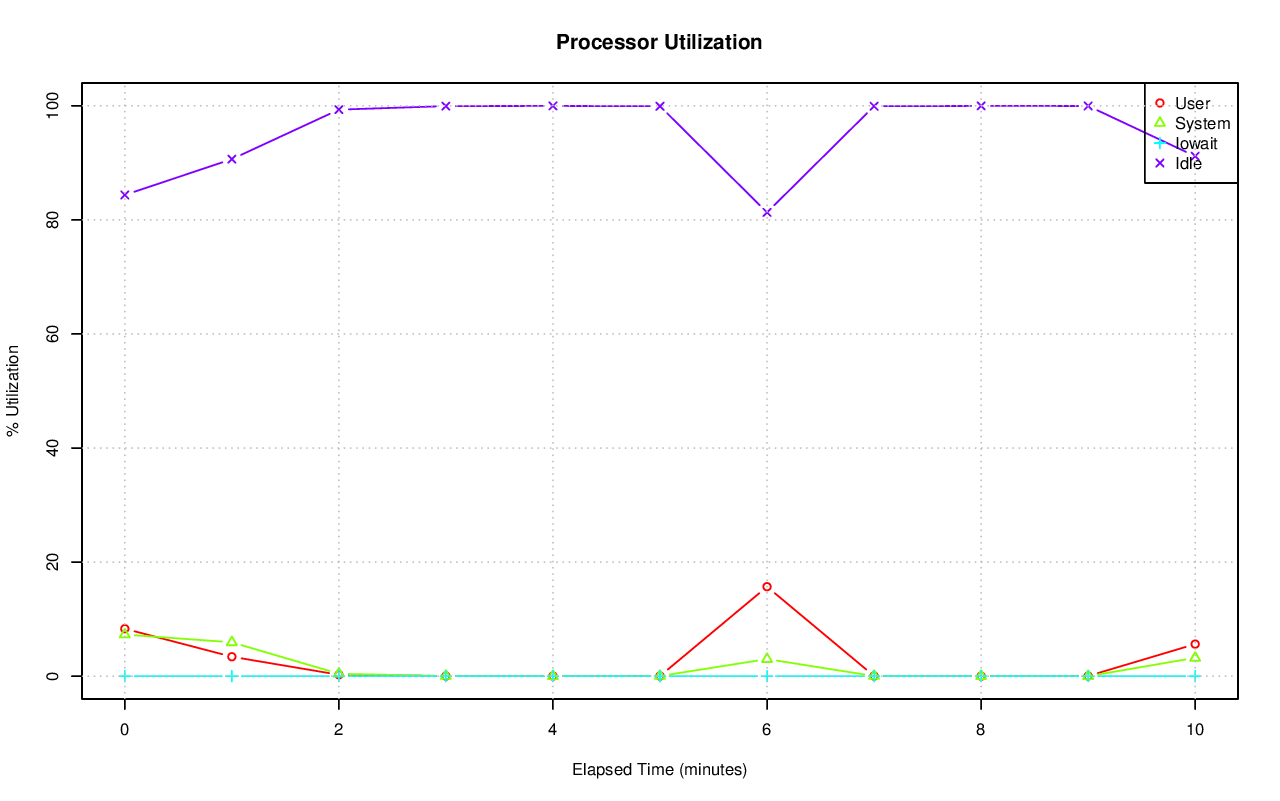 Processor Utilization
User
System
Iowait
Idle
100
80
60
40
20
0
% Utilization
0 2 4 6 8 10
Elapsed Time (minutes)